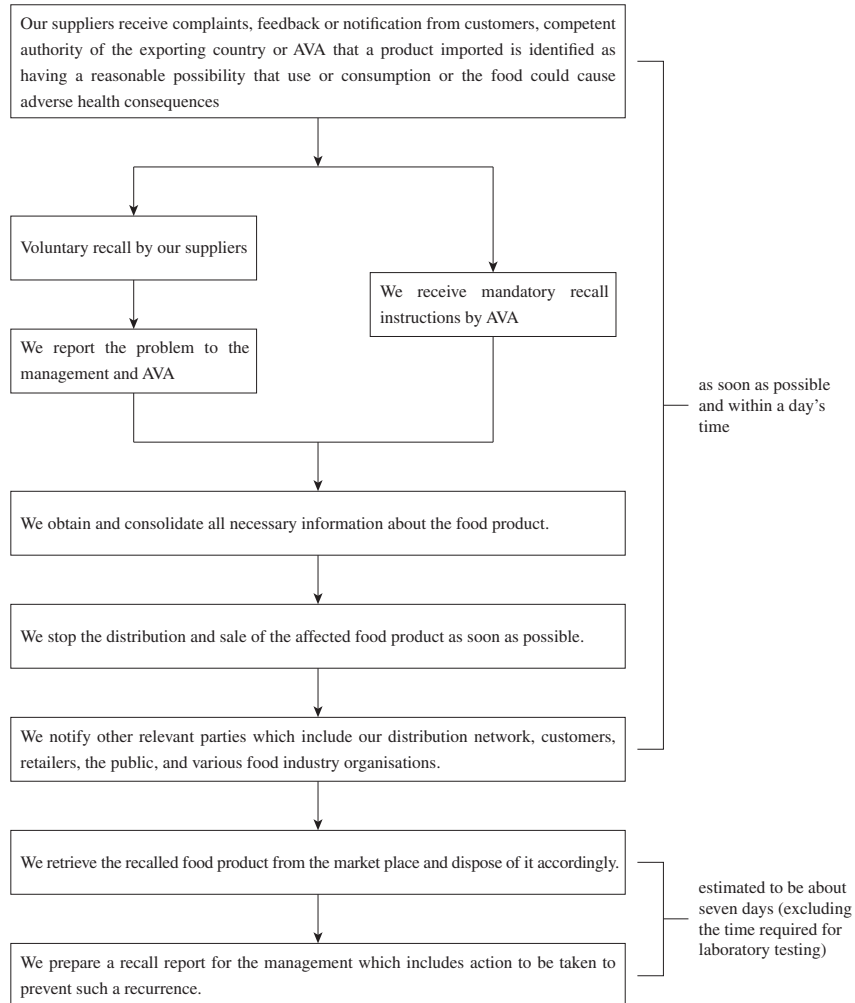 Our suppliers receive complaints, feedback or notification from customers, competent
authority of the exporting country or AVA that a product imported is identified as
having a reasonable possibility that use or consumption or the food could cause
adverse health consequences
Voluntary recall by our suppliers
We receive mandatory recall
instructions by AVA
We report the problem to the
management and AVA
as soon as possible
and within a day's
time
We obtain and consolidate all necessary information about the food product.
We stop the distribution and sale of the affected food product as soon as possible.
We notify other relevant parties which include our distribution network, customers,
retailers, the public, and various food industry organisations.
We retrieve the recalled food product from the market place and dispose of it accordingly.
estimated to be about
seven days (excluding
the time required for
laboratory testing)
We prepare a recall report for the management which includes action to be taken to
prevent such a recurrence.